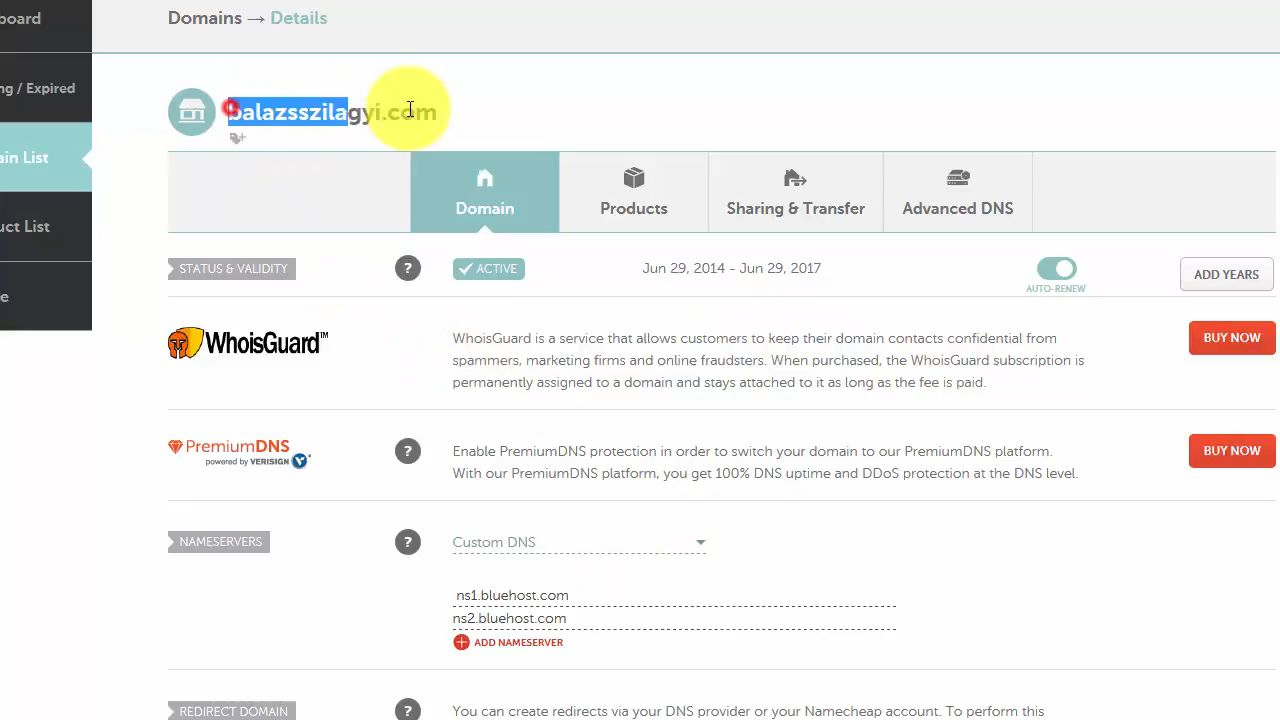 board
Domains → Details
ng / Expired
balazsszilagyi.com
ain List
Domain
Products
Sharing & Transfer
Advanced DNS
uct List
STATUS & VALIDITY
?
ACTIVE
Jun 29, 2014 - Jun 29, 2017
AUTO-RENEW
ADD YEARS
e
WhoisGuard™
WhoisGuard is a service that allows customers to keep their domain contacts confidential from
spammers, marketing firms and online fraudsters. When purchased, the WhoisGuard subscription is
permanently assigned to a domain and stays attached to it as long as the fee is paid.
BUY NOW
PremiumDNS
powered by VERISIGN
?
Enable PremiumDNS protection in order to switch your domain to our PremiumDNS platform.
With our PremiumDNS platform, you get 100% DNS uptime and DDoS protection at the DNS level.
BUY NOW
NAMESERVERS
?
Custom DNS
ns1.bluehost.com
ns2.bluehost.com
ADD NAMESERVER
REDIRECT DOMAIN
?
You can create redirects via your DNS provider or your Namecheap account. To perform this